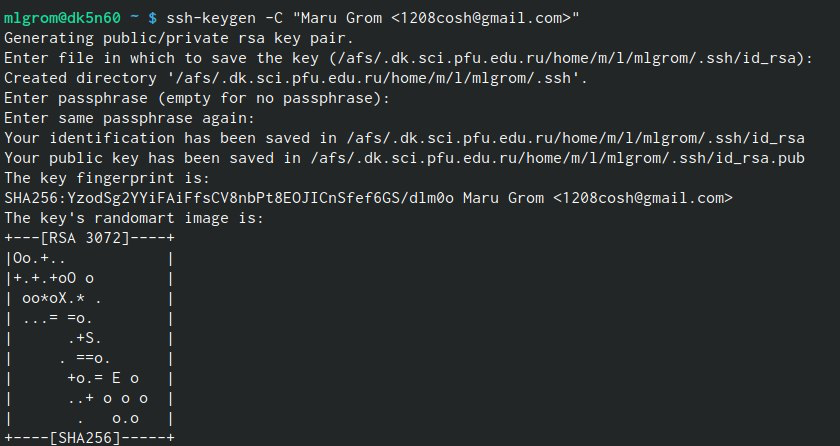 mlgrom@dk5n60 ~ $ ssh-keygen -C "Maru Grom <1208cosh@gmail.com>"
Generating public/private rsa key pair.
Enter file in which to save the key (/afs/.dk.sci.pfu.edu.ru/home/m/l/mlgrom/.ssh/id_rsa):
Created directory '/afs/.dk.sci.pfu.edu.ru/home/m/l/mlgrom/.ssh'.
Enter passphrase (empty for no passphrase):
Enter same passphrase again:
Your identification has been saved in /afs/.dk.sci.pfu.edu.ru/home/m/l/mlgrom/.ssh/id_rsa
Your public key has been saved in /afs/.dk.sci.pfu.edu.ru/home/m/l/mlgrom/.ssh/id_rsa.pub
The key fingerprint is:
SHA256:YzodSg2YYiFAiFfsCV8nbPt8EOJICnSfef6GS/dlm0o Maru Grom <1208cosh@gmail.com>
The key's randomart image is:
+---[RSA 3072]----+
|Oo.+..           |
|+.+.+oO o        |
| oo*oX.* .       |
| ...= =o.        |
|       .+S.      |
|      . ==o.     |
|       +o.= E o  |
|       ..+ o o o |
|        .   o.o  |
+----[SHA256]-----+